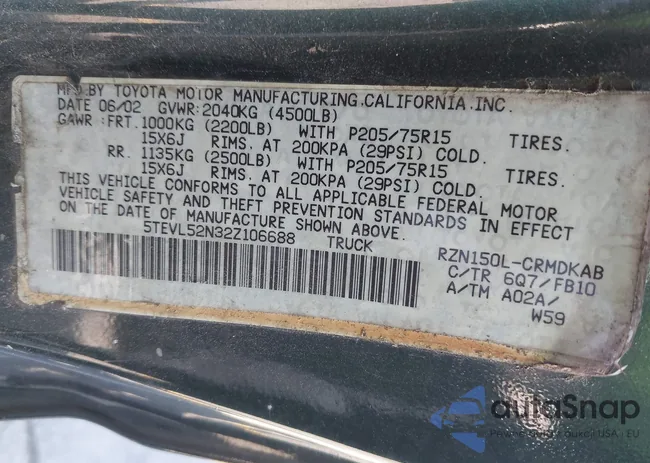 MFD.BY TOYOTA MOTOR MANUFACTURING,CALIFORNIA,INC.
DATE 06/02 GVWR:2040KG (4500LB)
GAWR :FRT.1000KG (2200LB) WITH P205/75R15 TIRES.
15X6J RIMS. AT 200KPA (29PSI) COLD.
RR. 1135KG (2500LB) WITH P205/75R15 TIRES.
15X6J RIMS. AT 200KPA (29PSI) COLD.
THIS VEHICLE CONFORMS TO ALL APPLICABLE FEDERAL MOTOR
VEHICLE SAFETY AND THEFT PREVENTION STANDARDS IN EFFECT
ON THE DATE OF MANUFACTURE SHOWN ABOVE.
5TEVL52N32Z106688 TRUCK
RZN150L-CRMDKAB
C/TR 6Q7/FB10
A/TM A02A/
W59
autoSnap